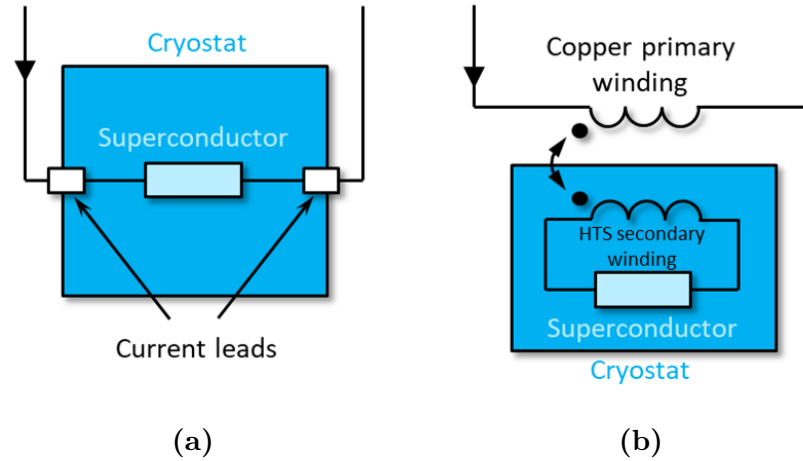 Cryostat
Superconductor
Current leads
(a)
Copper primary
winding
HTS secondary
winding
Superconductor
Cryostat
(b)